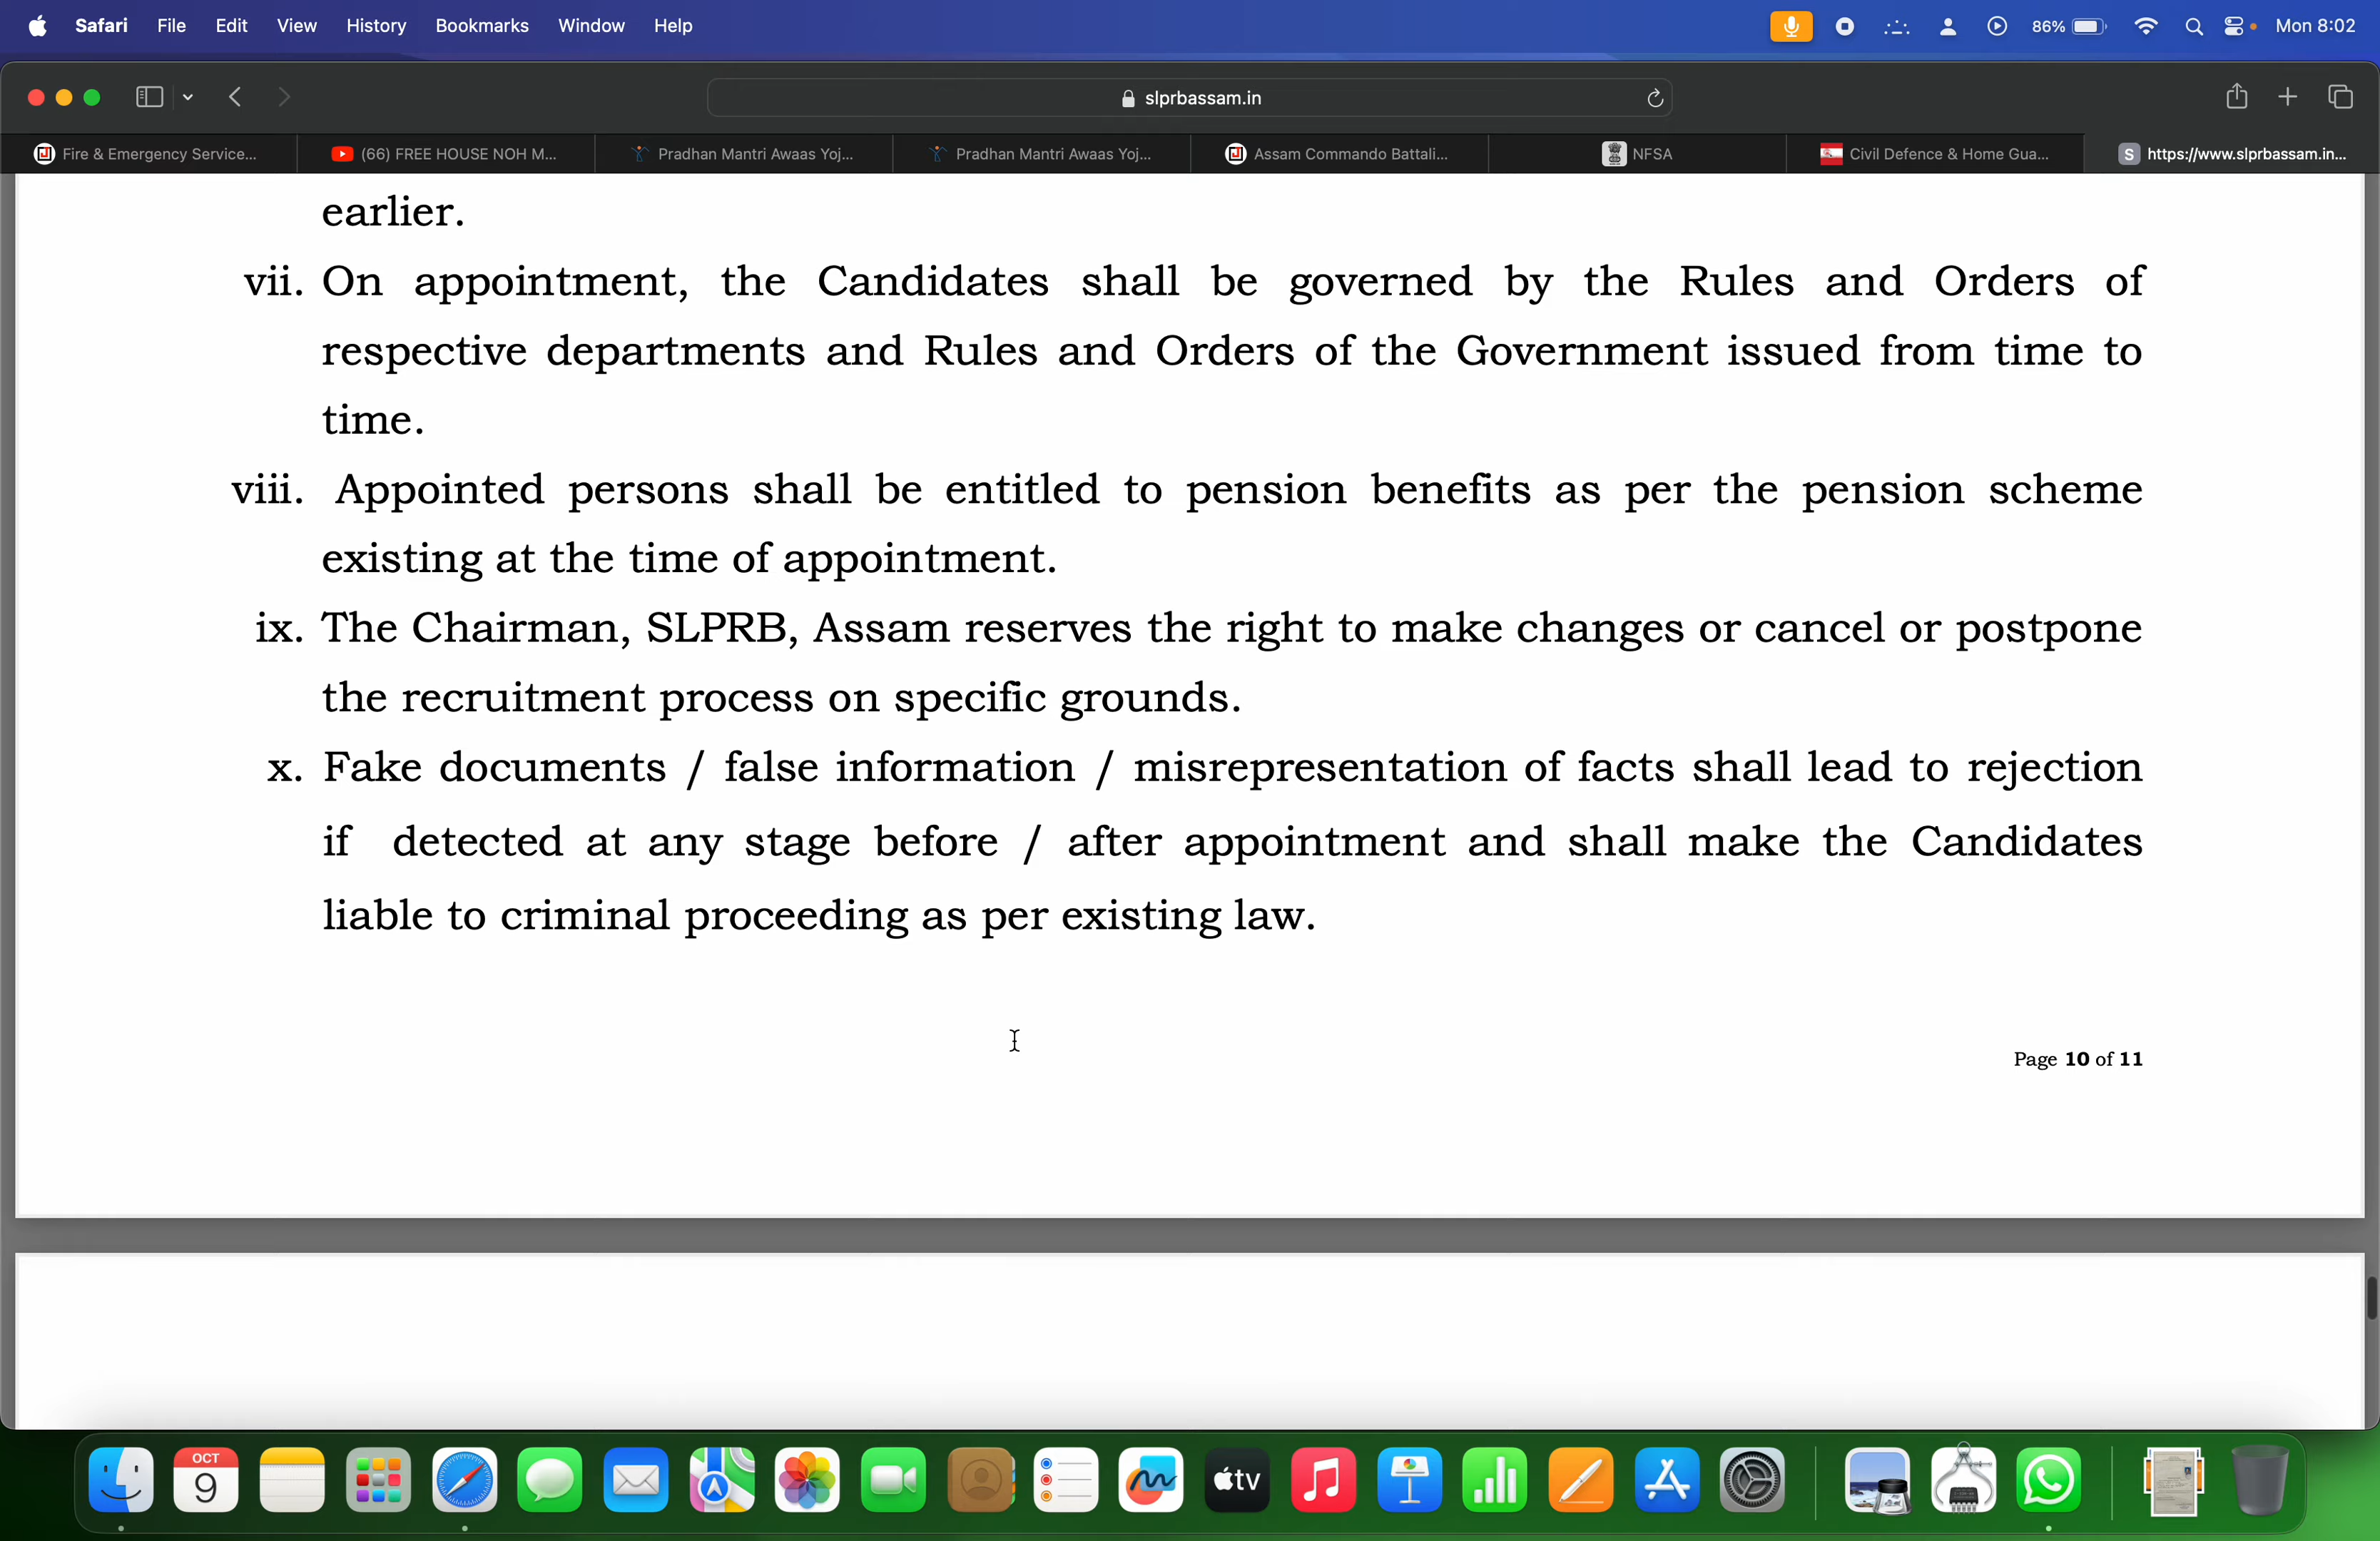 Safari File Edit View History Bookmarks Window Help 86% Mon 8:02
slprbassam.in
Fire & Emergency Service... (66) FREE HOUSE NOH M... Pradhan Mantri Awaas Yoj... Pradhan Mantri Awaas Yoj... Assam Commando Battali... NFSA Civil Defence & Home Gua... S https://www.slprbassam.in...
earlier.
vii. On appointment, the Candidates shall be governed by the Rules and Orders of
respective departments and Rules and Orders of the Government issued from time to
time.
viii. Appointed persons shall be entitled to pension benefits as per the pension scheme
existing at the time of appointment.
ix. The Chairman, SLPRB, Assam reserves the right to make changes or cancel or postpone
the recruitment process on specific grounds.
x. Fake documents / false information / misrepresentation of facts shall lead to rejection
if detected at any stage before / after appointment and shall make the Candidates
liable to criminal proceeding as per existing law.
Page 10 of 11
OCT
9
tv